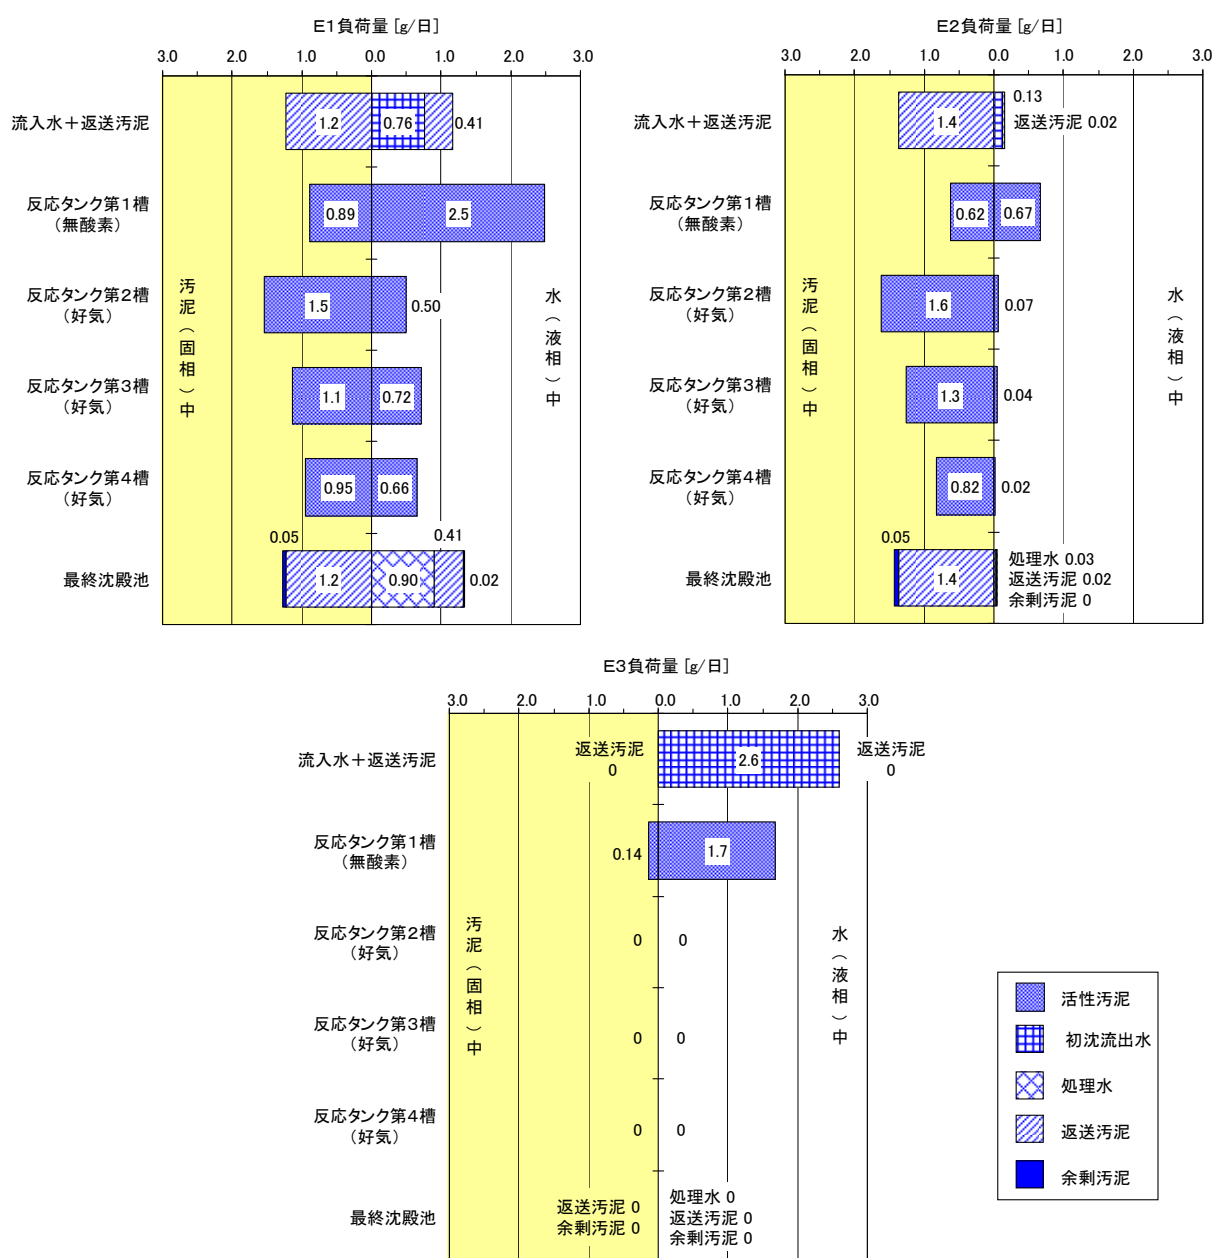 E1負荷量 [g/日]
3.0 2.0 1.0 0.0 1.0 2.0 3.0
流入水＋返送汚泥
1.2 0.76 0.41
反応タンク第1槽
（無酸素）
0.89 2.5
反応タンク第2槽
（好気）
1.5 0.50
反応タンク第3槽
（好気）
1.1 0.72
反応タンク第4槽
（好気）
0.95 0.66
最終沈殿池
0.05 1.2 0.90 0.41 0.02
汚泥（固相）中
水（液相）中
E2負荷量 [g/日]
3.0 2.0 1.0 0.0 1.0 2.0 3.0
流入水＋返送汚泥
1.4 0.13
返送汚泥 0.02
反応タンク第1槽
（無酸素）
0.62 0.67
反応タンク第2槽
（好気）
1.6 0.07
反応タンク第3槽
（好気）
1.3 0.04
反応タンク第4槽
（好気）
0.82 0.02
最終沈殿池
0.05 1.4
処理水 0.03
返送汚泥 0.02
余剰汚泥 0
汚泥（固相）中
水（液相）中
E3負荷量 [g/日]
3.0 2.0 1.0 0.0 1.0 2.0 3.0
流入水＋返送汚泥
返送汚泥
0
2.6
返送汚泥
0
反応タンク第1槽
（無酸素）
0.14 1.7
反応タンク第2槽
（好気）
0 0
反応タンク第3槽
（好気）
0 0
反応タンク第4槽
（好気）
0 0
最終沈殿池
返送汚泥 0
余剰汚泥 0
処理水 0
返送汚泥 0
余剰汚泥 0
汚泥（固相）中
水（液相）中
活性汚泥
初沈流出水
処理水
返送汚泥
余剰汚泥